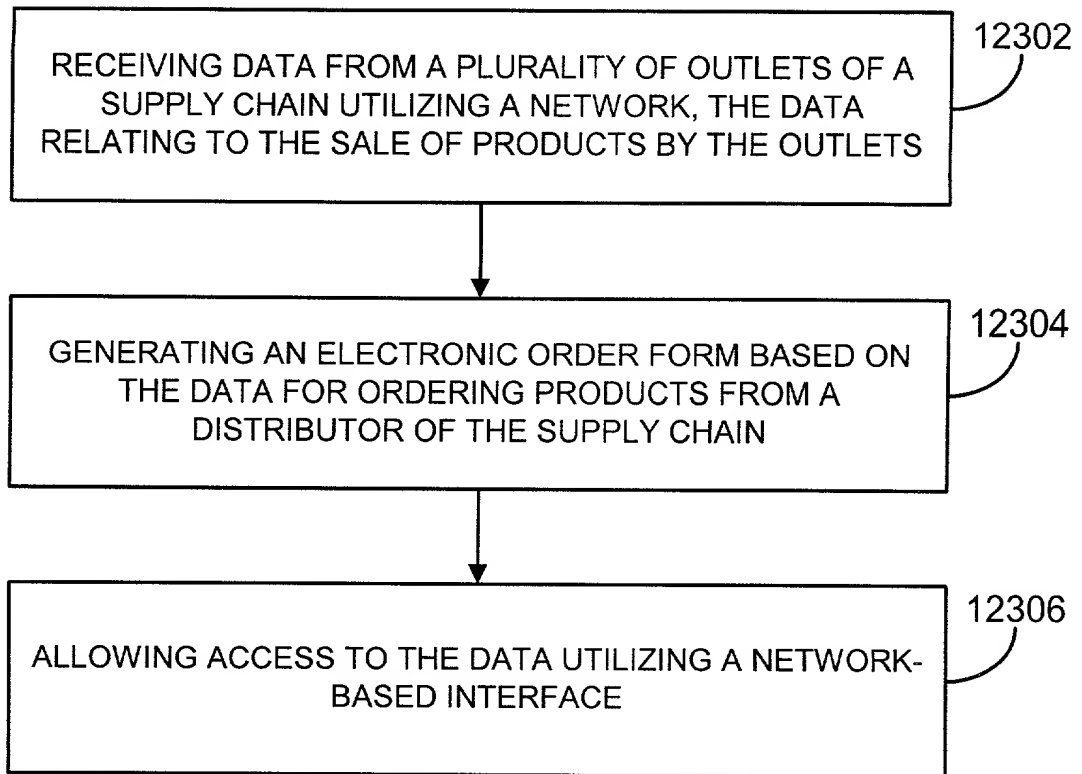 RECEIVING DATA FROM A PLURALITY OF OUTLETS OF A
SUPPLY CHAIN UTILIZING A NETWORK, THE DATA
RELATING TO THE SALE OF PRODUCTS BY THE OUTLETS
12302
GENERATING AN ELECTRONIC ORDER FORM BASED ON
THE DATA FOR ORDERING PRODUCTS FROM A
DISTRIBUTOR OF THE SUPPLY CHAIN
12304
ALLOWING ACCESS TO THE DATA UTILIZING A NETWORK-
BASED INTERFACE
12306